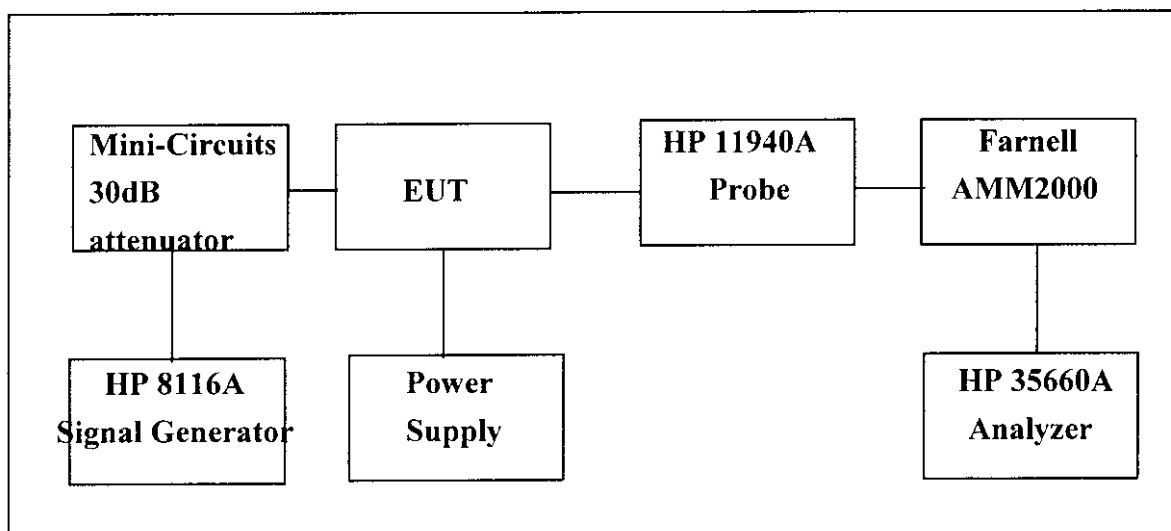 Mini-Circuits
30dB
attenuator
EUT
HP 11940A
Probe
Farnell
AMM2000
HP 8116A
Signal Generator
Power
Supply
HP 35660A
Analyzer